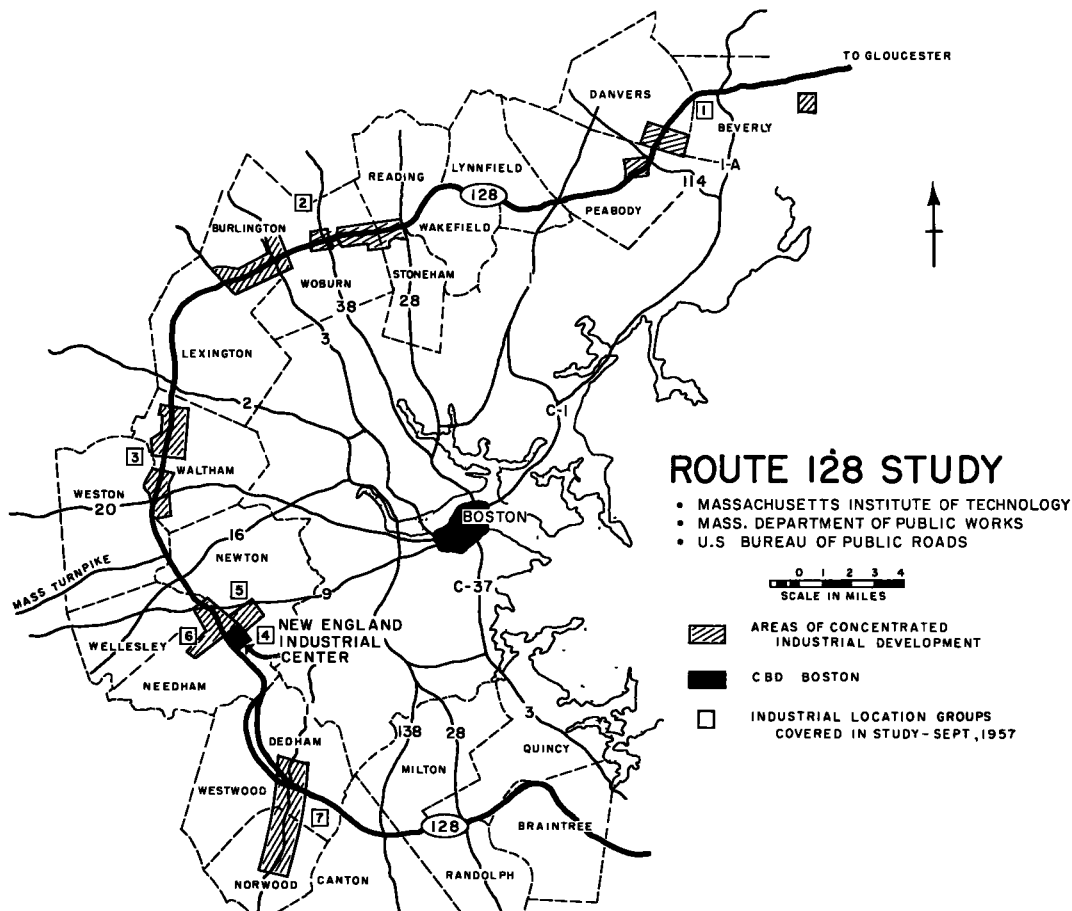 TO GLOUCESTER
DANVERS
1
BEVERLY
1-A
114
READING
LYNNFIELD
128
PEABODY
2
BURLINGTON
WAKEFIELD
WOBURN
STONEHAM
38
28
3
1
LEXINGTON
2
C-1
3
WALTHAM
WESTON
20
BOSTON
16
NEWTON
MASS TURNPIKE
9
C-37
5
6
4
WELLESLEY
NEW ENGLAND
INDUSTRIAL
CENTER
NEEDHAM
DEDHAM
138
28
3
QUINCY
MILTON
WESTWOOD
7
128
BRAINTREE
NORWOOD
CANTON
RANDOLPH
ROUTE 128 STUDY
• MASSACHUSETTS INSTITUTE OF TECHNOLOGY
• MASS. DEPARTMENT OF PUBLIC WORKS
• U.S BUREAU OF PUBLIC ROADS
0 1 2 3 4
SCALE IN MILES
AREAS OF CONCENTRATED
INDUSTRIAL DEVELOPMENT
CBD BOSTON
INDUSTRIAL LOCATION GROUPS
COVERED IN STUDY-SEPT, 1957